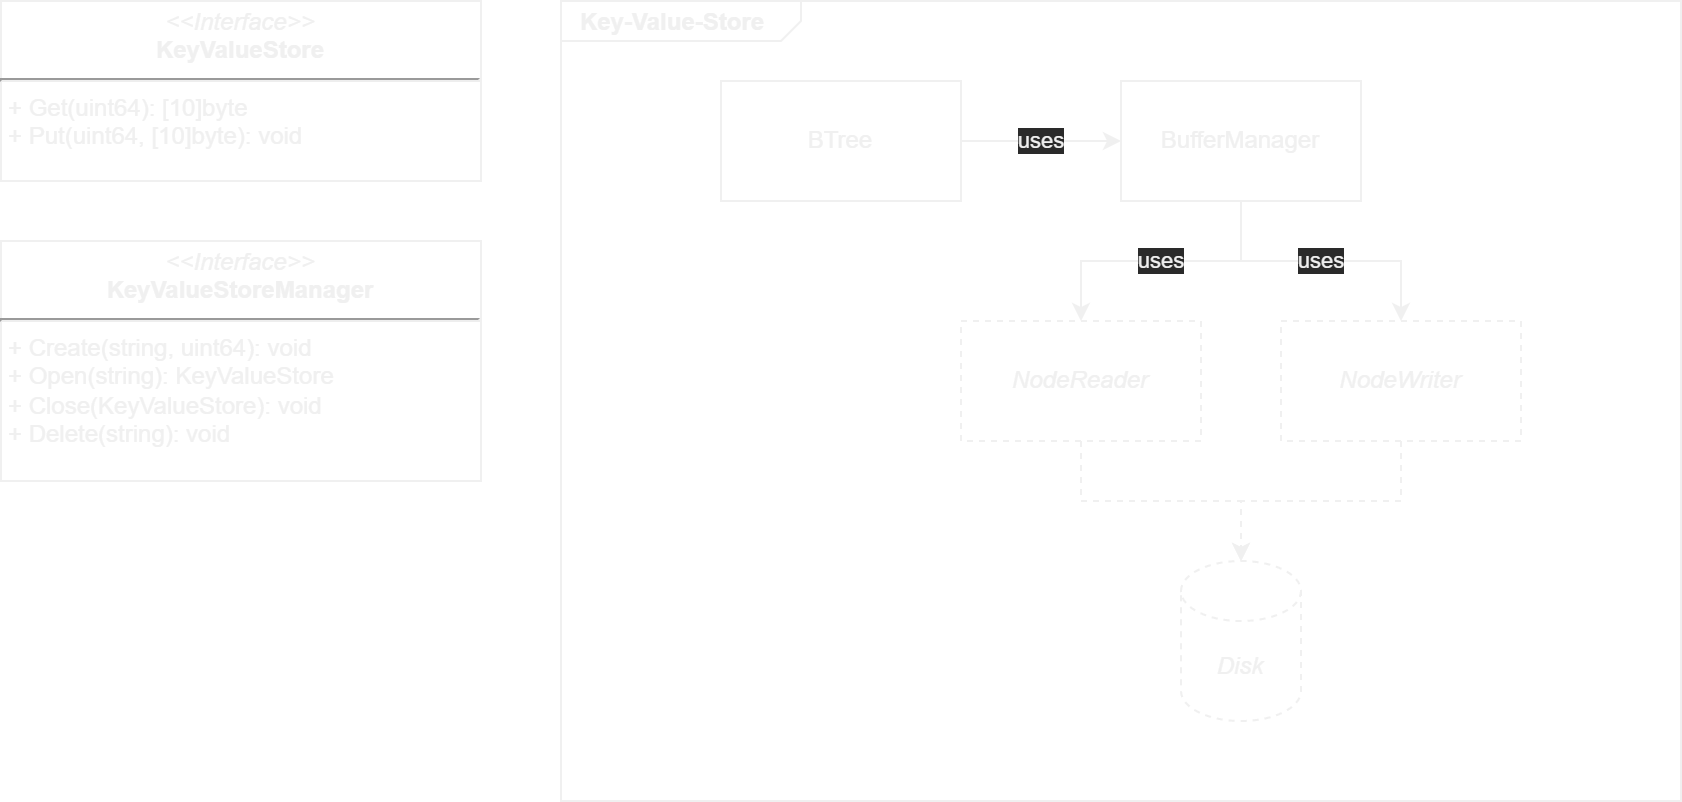 <<Interface>>
KeyValueStore
+ Get(uint64): [10]byte
+ Put(uint64, [10]byte): void
<<Interface>>
KeyValueStoreManager
+ Create(string, uint64): void
+ Open(string): KeyValueStore
+ Close(KeyValueStore): void
+ Delete(string): void
Key-Value-Store
BTree
uses
BufferManager
uses
uses
NodeReader
NodeWriter
Disk